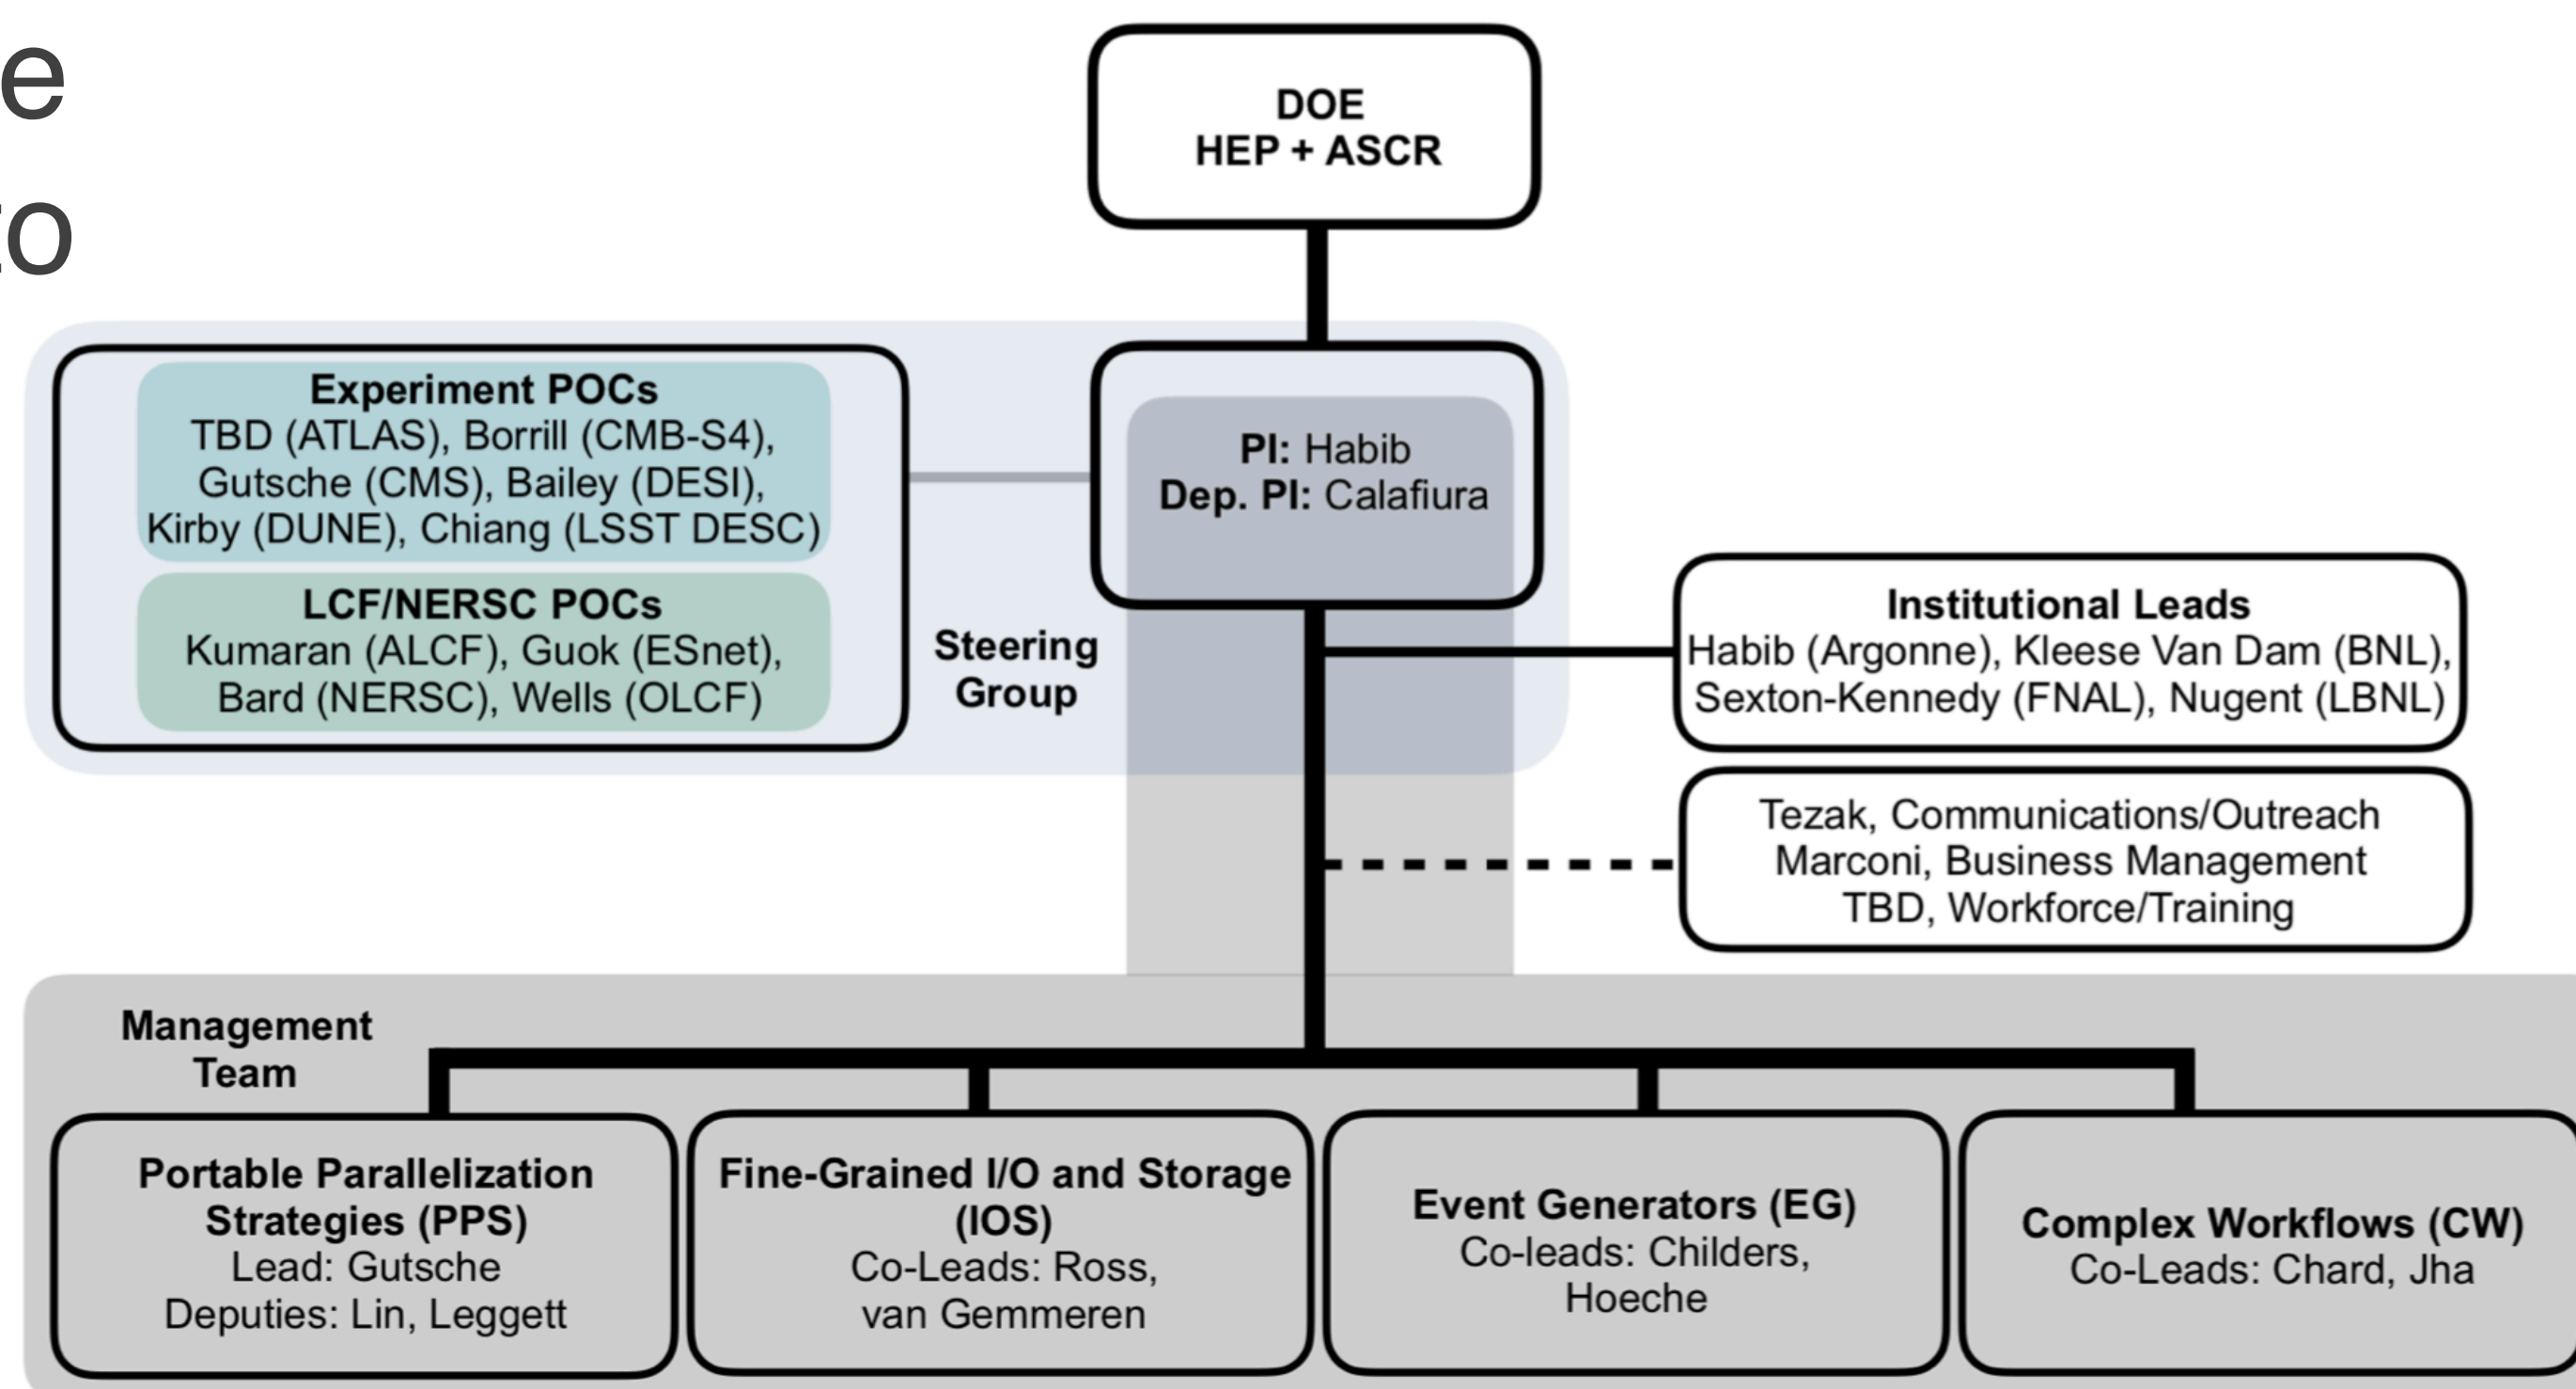 e
to
DOE
HEP + ASCR
Experiment POCs
TBD (ATLAS), Borrill (CMB-S4),
Gutsche (CMS), Bailey (DESI),
Kirby (DUNE), Chiang (LSST DESC)
LCF/NERSC POCs
Kumaran (ALCF), Guok (ESnet),
Bard (NERSC), Wells (OLCF)
Steering
Group
PI: Habib
Dep. PI: Calafiura
Institutional Leads
Habib (Argonne), Kleese Van Dam (BNL),
Sexton-Kennedy (FNAL), Nugent (LBNL)
Tezak, Communications/Outreach
Marconi, Business Management
TBD, Workforce/Training
Management
Team
Portable Parallelization
Strategies (PPS)
Lead: Gutsche
Deputies: Lin, Leggett
Fine-Grained I/O and Storage
(IOS)
Co-Leads: Ross,
van Gemmeren
Event Generators (EG)
Co-leads: Childers,
Hoeche
Complex Workflows (CW)
Co-Leads: Chard, Jha